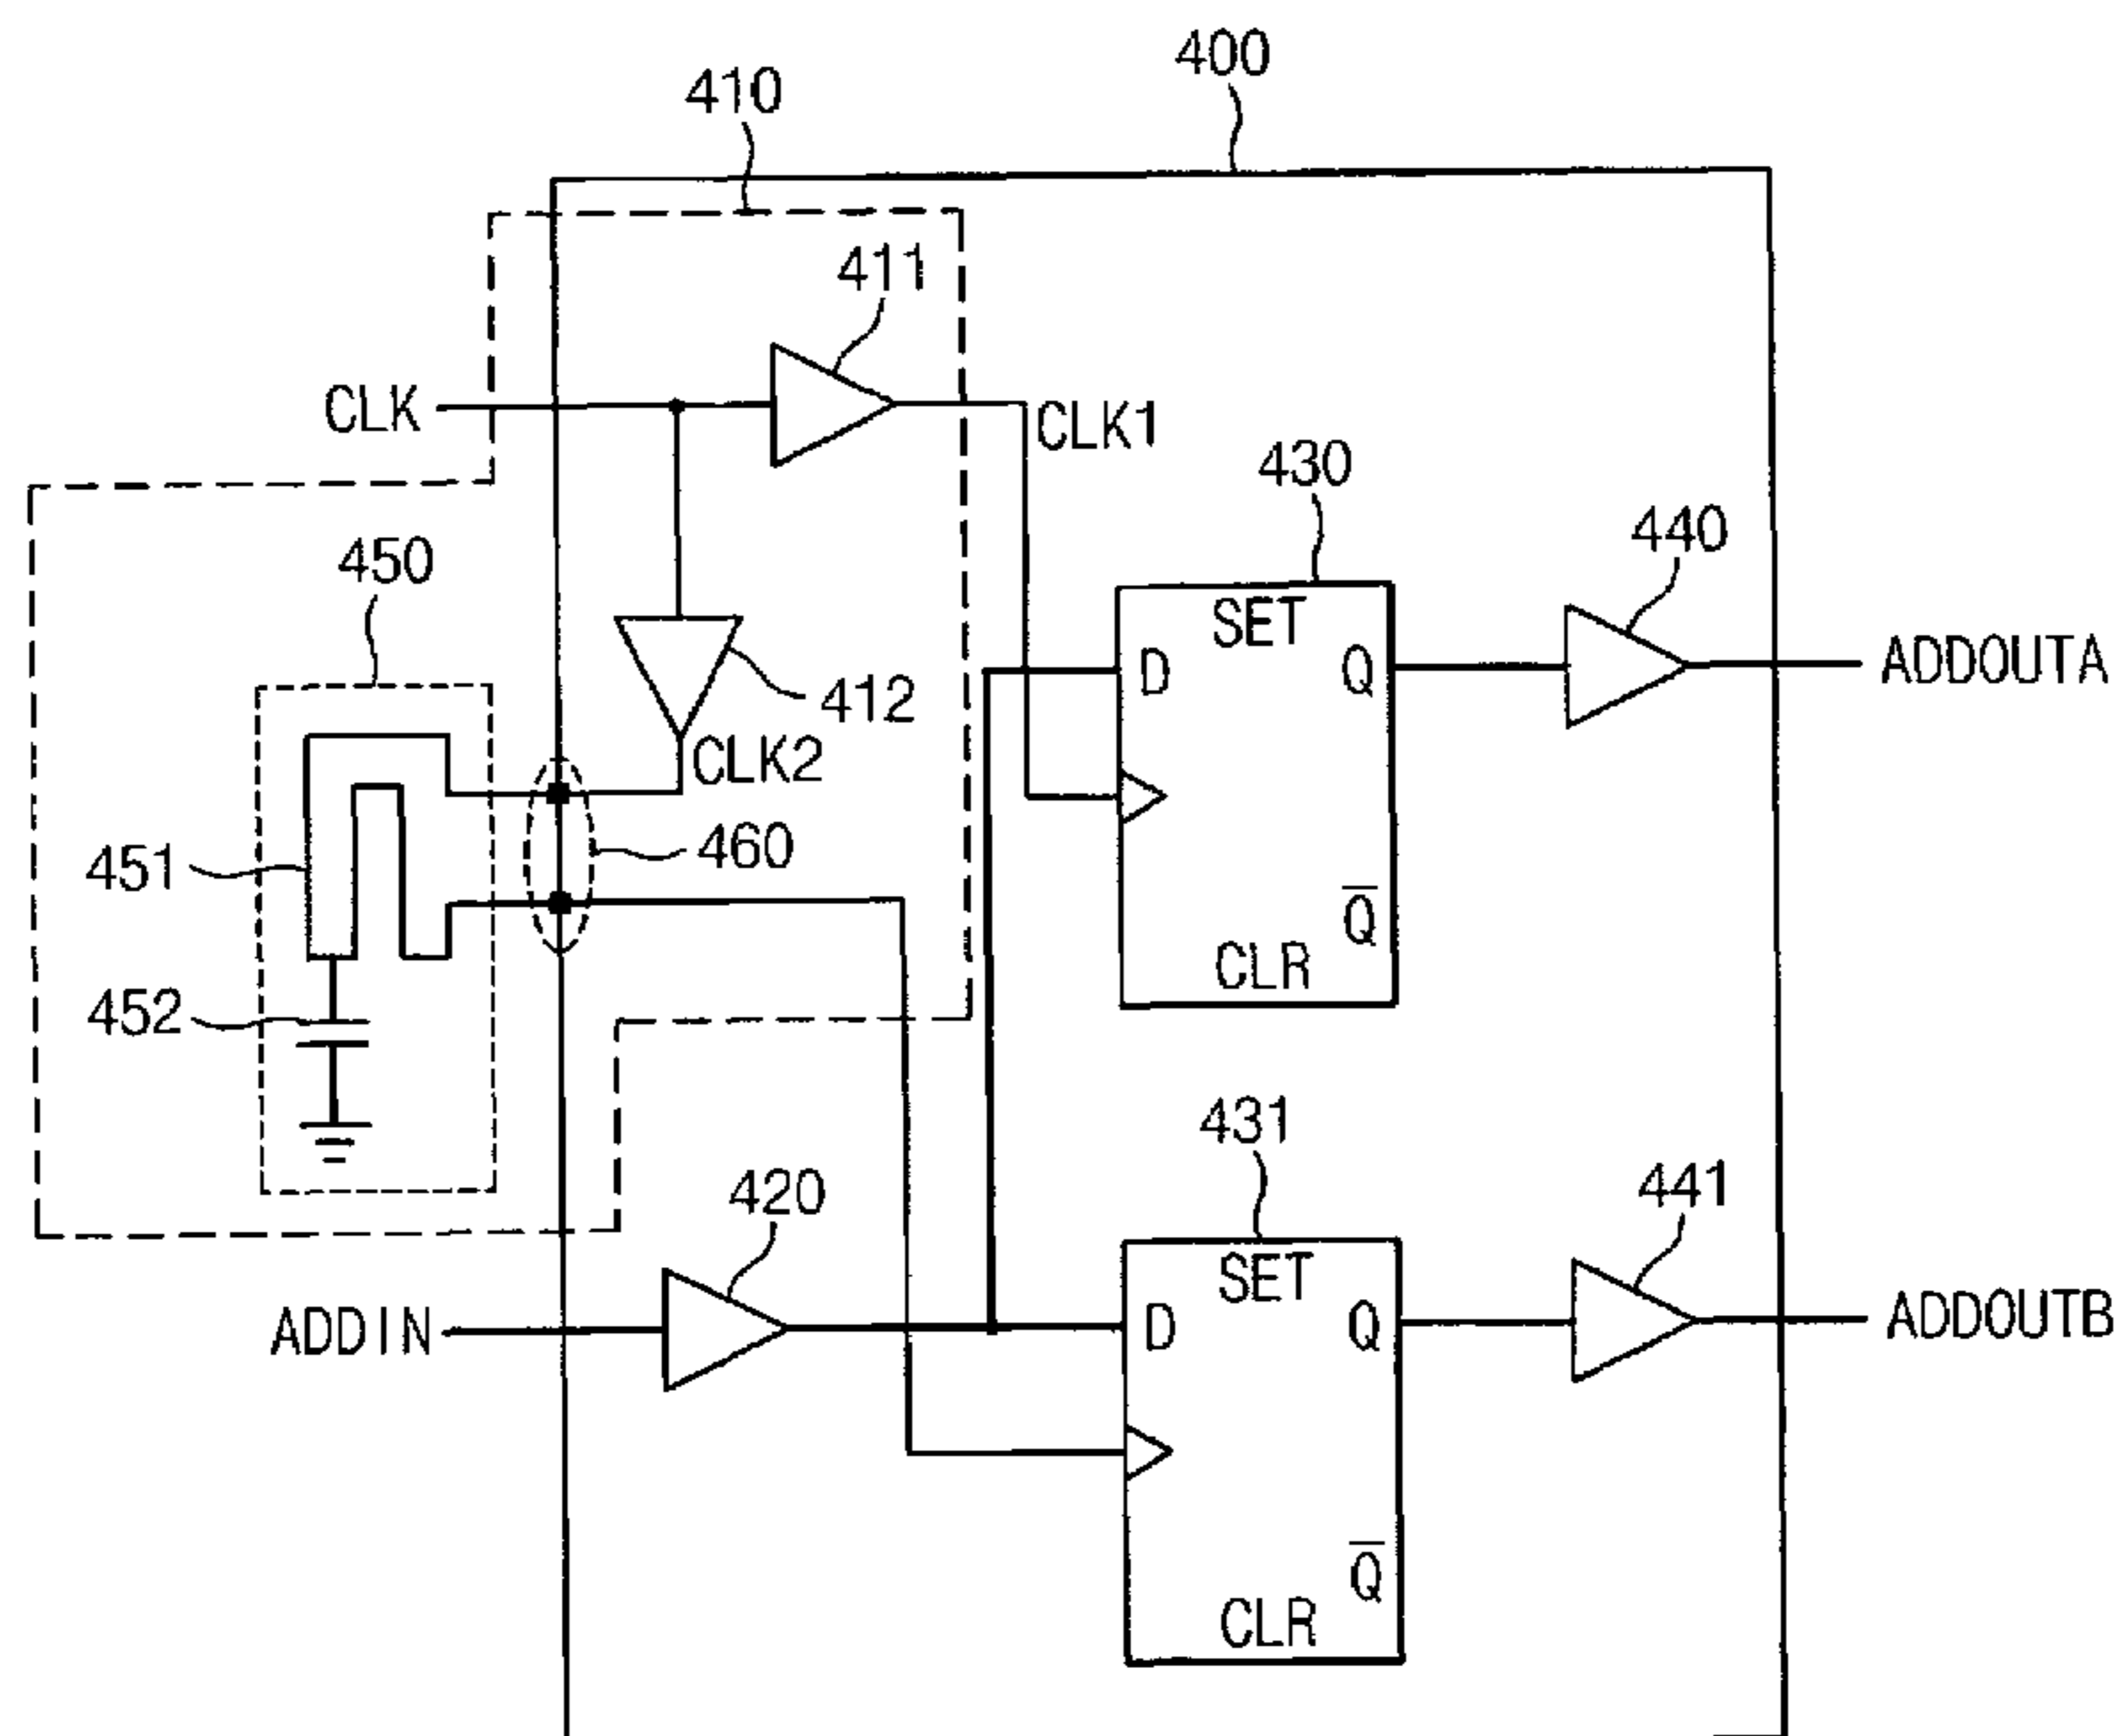 400
410
411
CLK
CLK1
430
440
450
SET
D
Q
ADDOUTA
412
CLK2
451
460
Q̅
CLR
452
431
441
420
SET
ADDIN
D
Q
ADDOUTB
Q̅
CLR